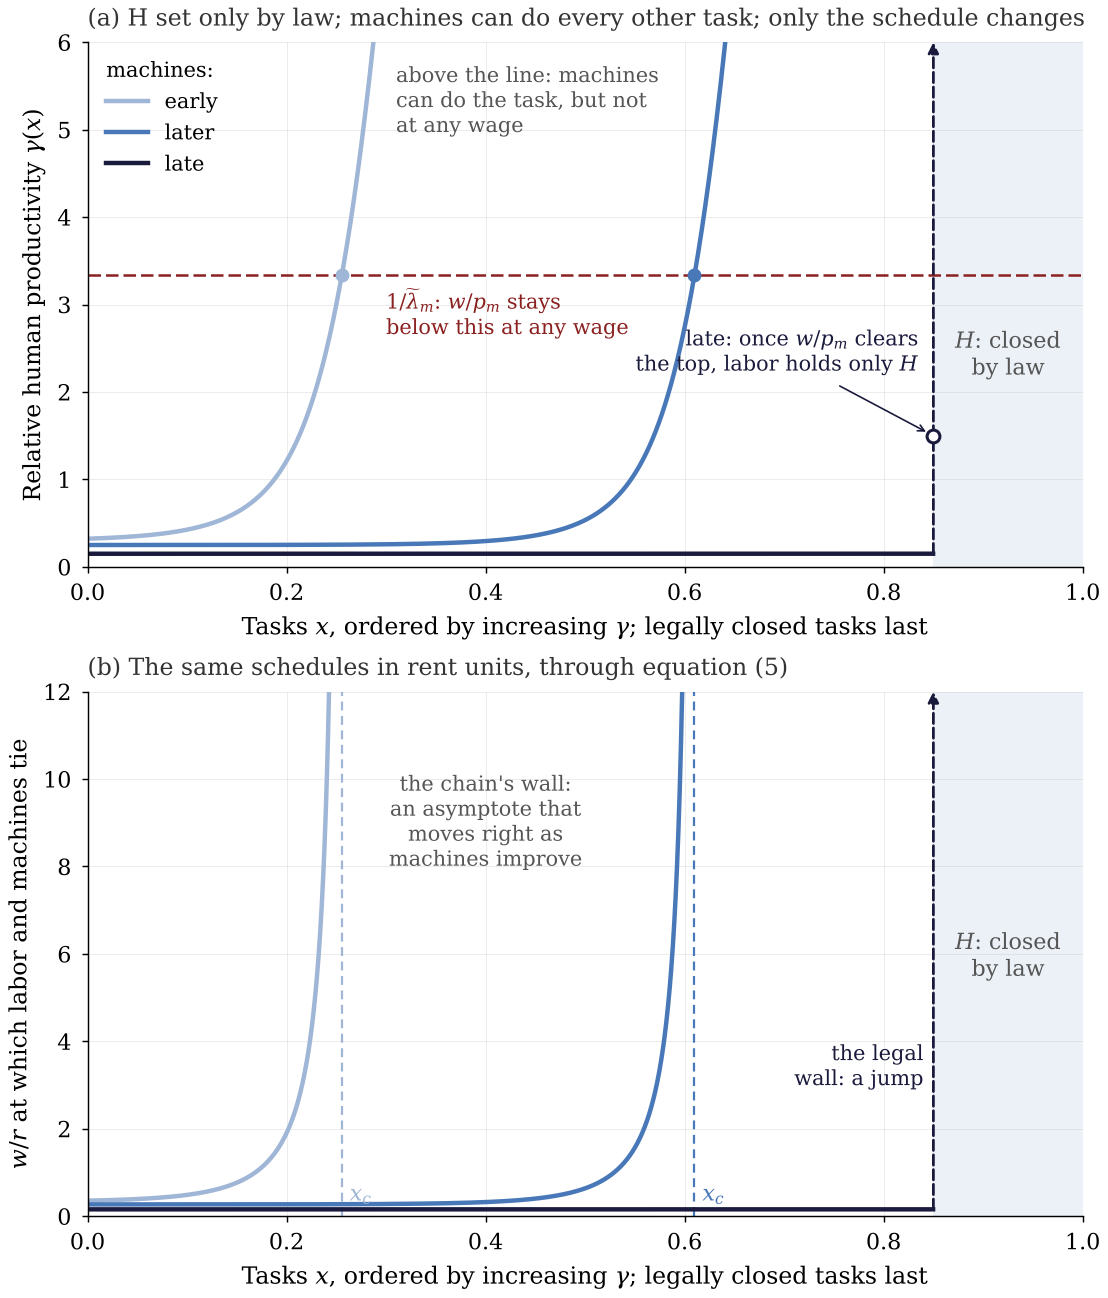 (a) H set only by law; machines can do every other task; only the schedule changes
Relative human productivity γ(x)
6
5
4
3
2
1
0
machines:
early
later
late
above the line: machines
can do the task, but not
at any wage
1/λ̃ₘ: w/pₘ stays
below this at any wage
late: once w/pₘ clears
the top, labor holds only H
H: closed
by law
0.0 0.2 0.4 0.6 0.8 1.0
Tasks x, ordered by increasing γ; legally closed tasks last
(b) The same schedules in rent units, through equation (5)
w/r at which labor and machines tie
12
10
8
6
4
2
0
the chain's wall:
an asymptote that
moves right as
machines improve
H: closed
by law
the legal
wall: a jump
x_c
x_c
0.0 0.2 0.4 0.6 0.8 1.0
Tasks x, ordered by increasing γ; legally closed tasks last